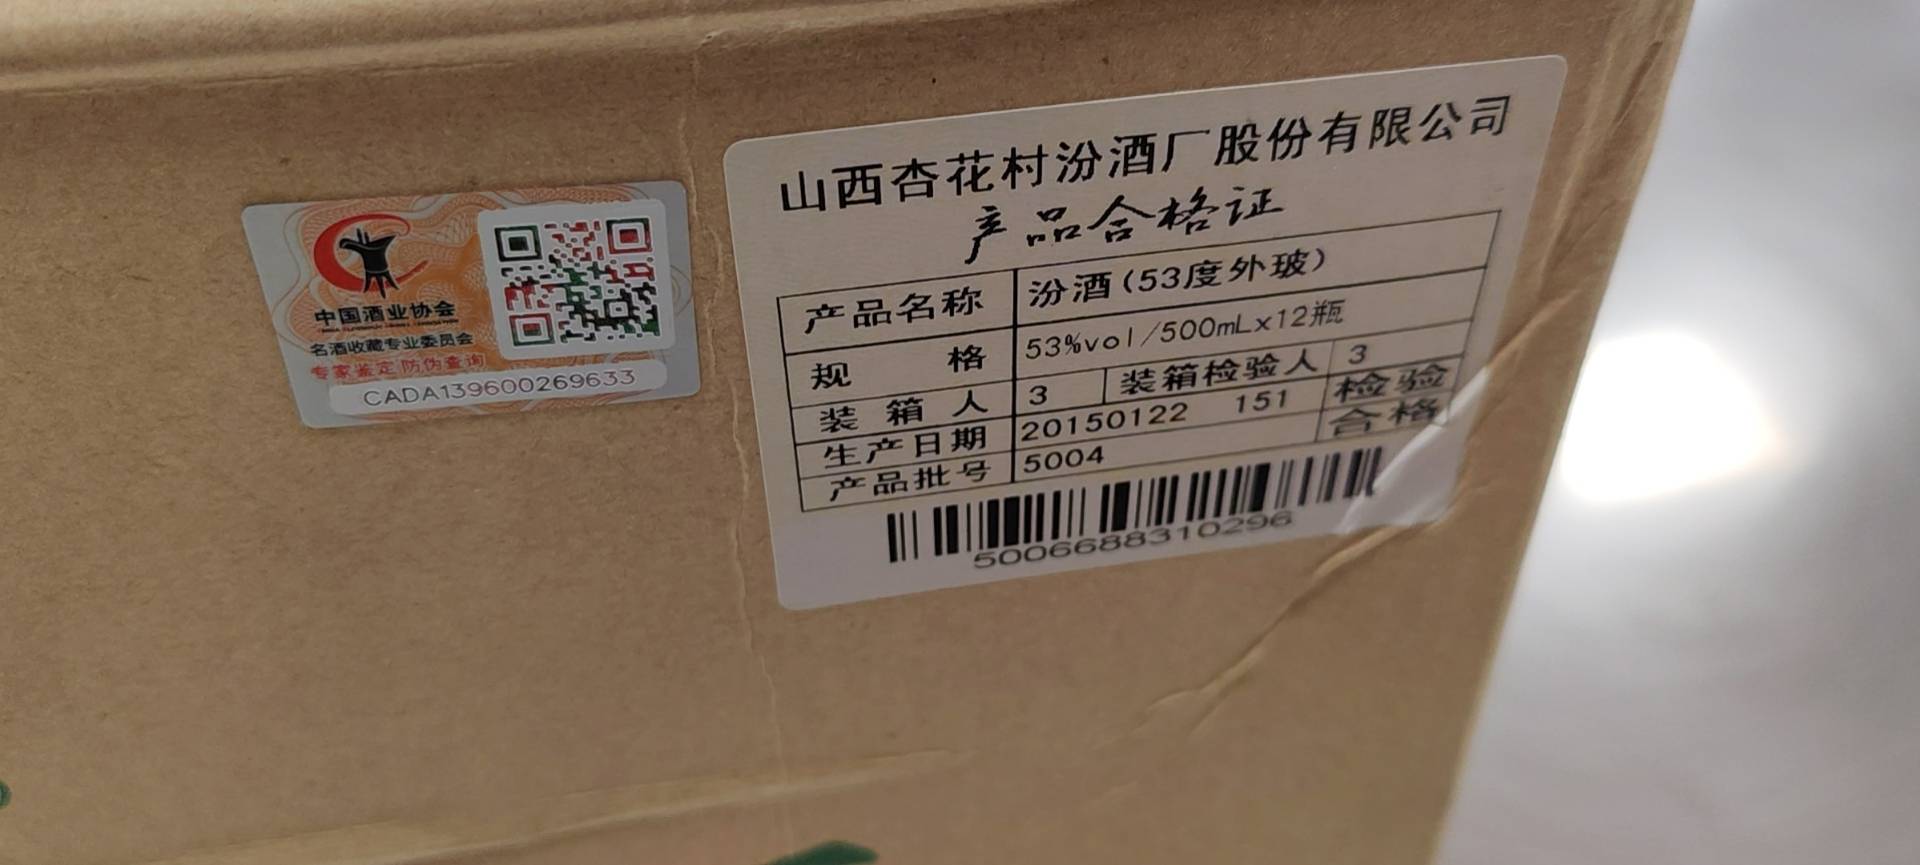 中国酒业协会
名酒收藏专业委员会
专家鉴定 防伪查询
CADA139600269633
山西杏花村汾酒厂股份有限公司
产品合格证
产品名称 汾酒(53度外玻)
规格 53%vol/500mLx12瓶
装箱人 3 装箱检验人 3
生产日期 20150122 151 检验
产品批号 5004 合格
5006688310296